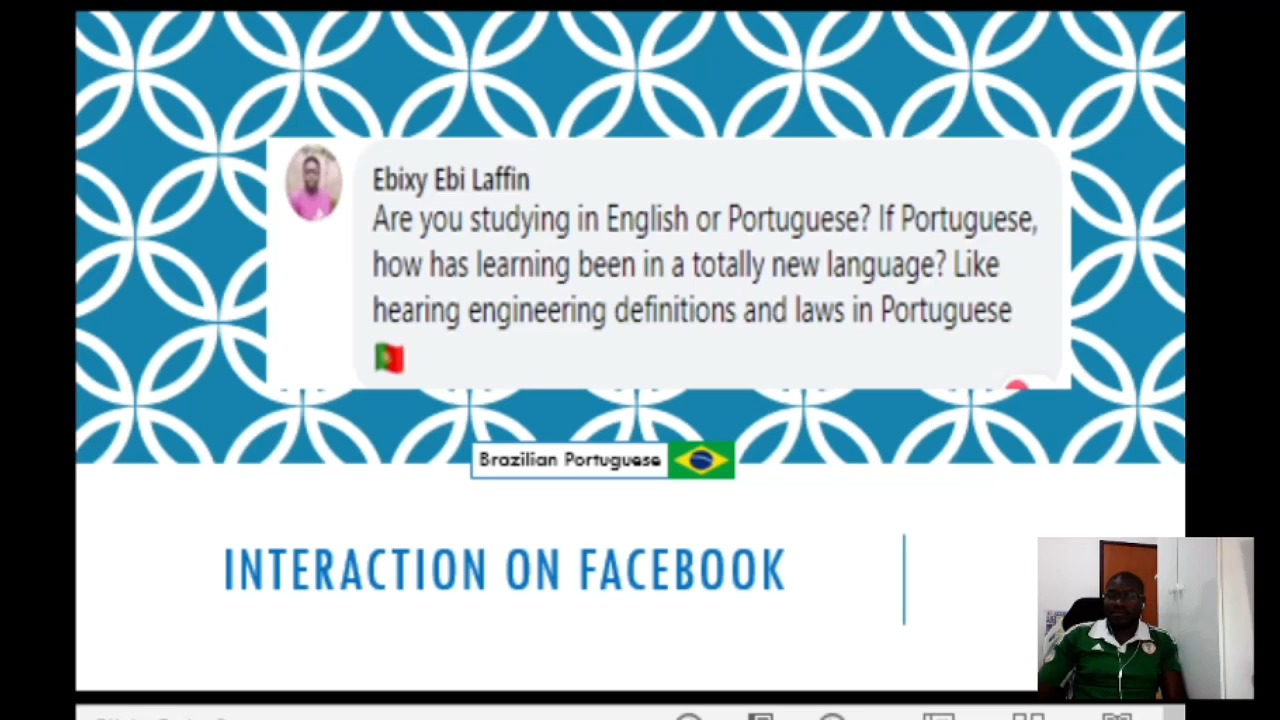 Ebixy Ebi Laffin
Are you studying in English or Portuguese? If Portuguese,
how has learning been in a totally new language? Like
hearing engineering definitions and laws in Portuguese
Brazilian Portuguese
INTERACTION ON FACEBOOK